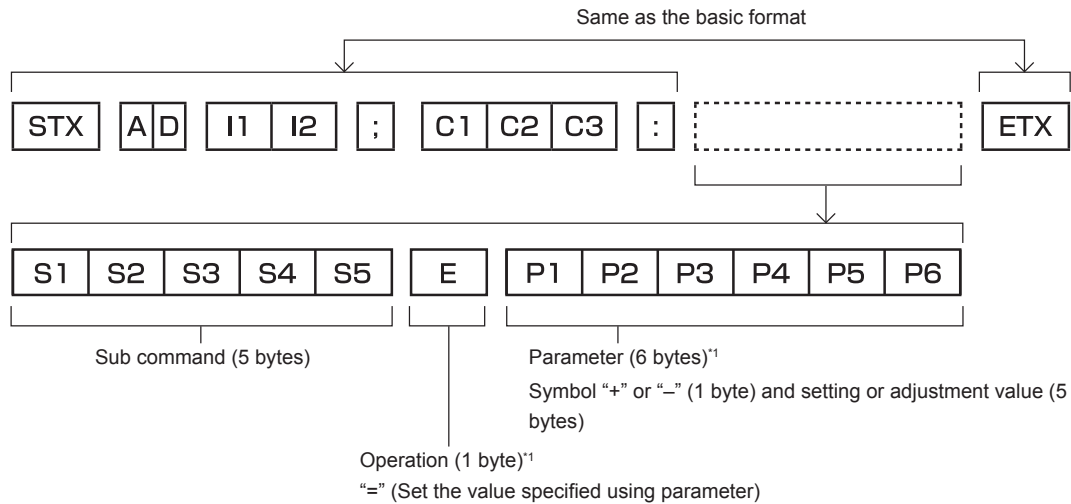 Same as the basic format
STX AD I1 I2 ; C1 C2 C3 : ETX
S1 S2 S3 S4 S5 E P1 P2 P3 P4 P5 P6
Sub command (5 bytes)
Parameter (6 bytes)*1
Symbol “+” or “–” (1 byte) and setting or adjustment value (5
bytes)
Operation (1 byte)*1
“=” (Set the value specified using parameter)